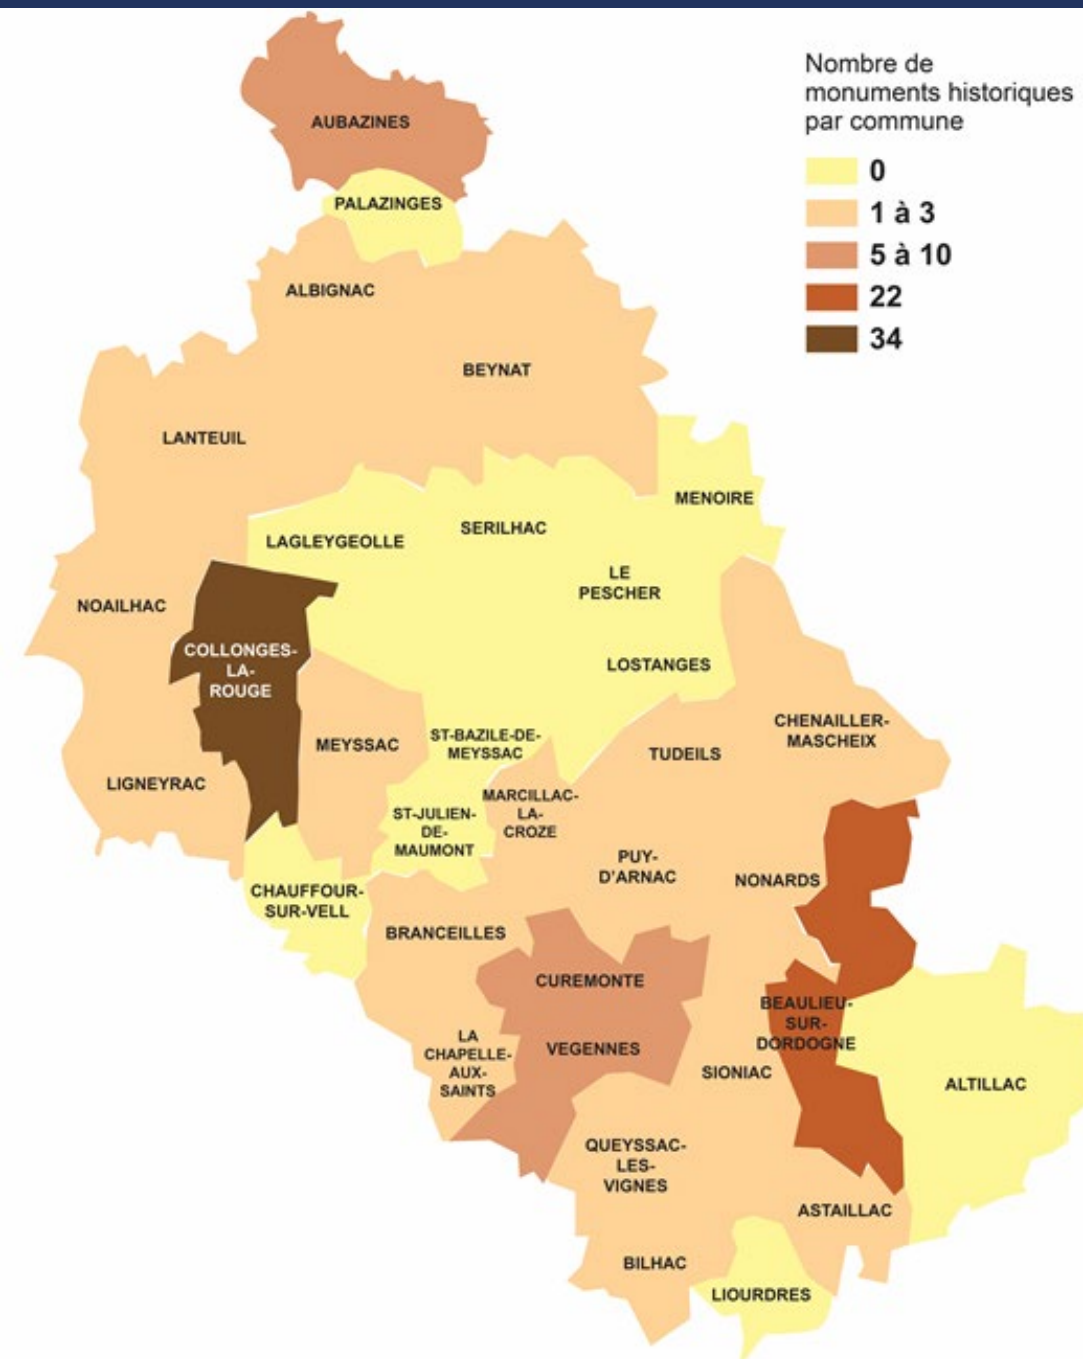 Nombre de
monuments historiques
par commune
0
1 à 3
5 à 10
22
34
AUBAZINES
PALAZINGES
ALBIGNAC
BEYNAT
LANTEUIL
MENOIRE
SERILHAC
LAGLEYGEOLLE
LE
PESCHER
NOAILHAC
COLLONGES-
LA-
ROUGE
LOSTANGES
CHENAILLER-
MASCHEIX
MEYSSAC
ST-BAZILE-DE-
MEYSSAC
TUDEILS
LIGNEYRAC
MARCILLAC-
LA-
CROZE
ST-JULIEN-
DE-
MAUMONT
PUY-
D'ARNAC
NONARDS
CHAUFFOUR-
SUR-VELL
BRANCEILLES
CUREMONTE
BEAULIEU-
SUR-
DORDOGNE
LA
CHAPELLE-
AUX-
SAINTS
VEGENNES
SIONIAC
ALTILLAC
QUEYSSAC-
LES-
VIGNES
ASTAILLAC
BILHAC
LIOURDRES